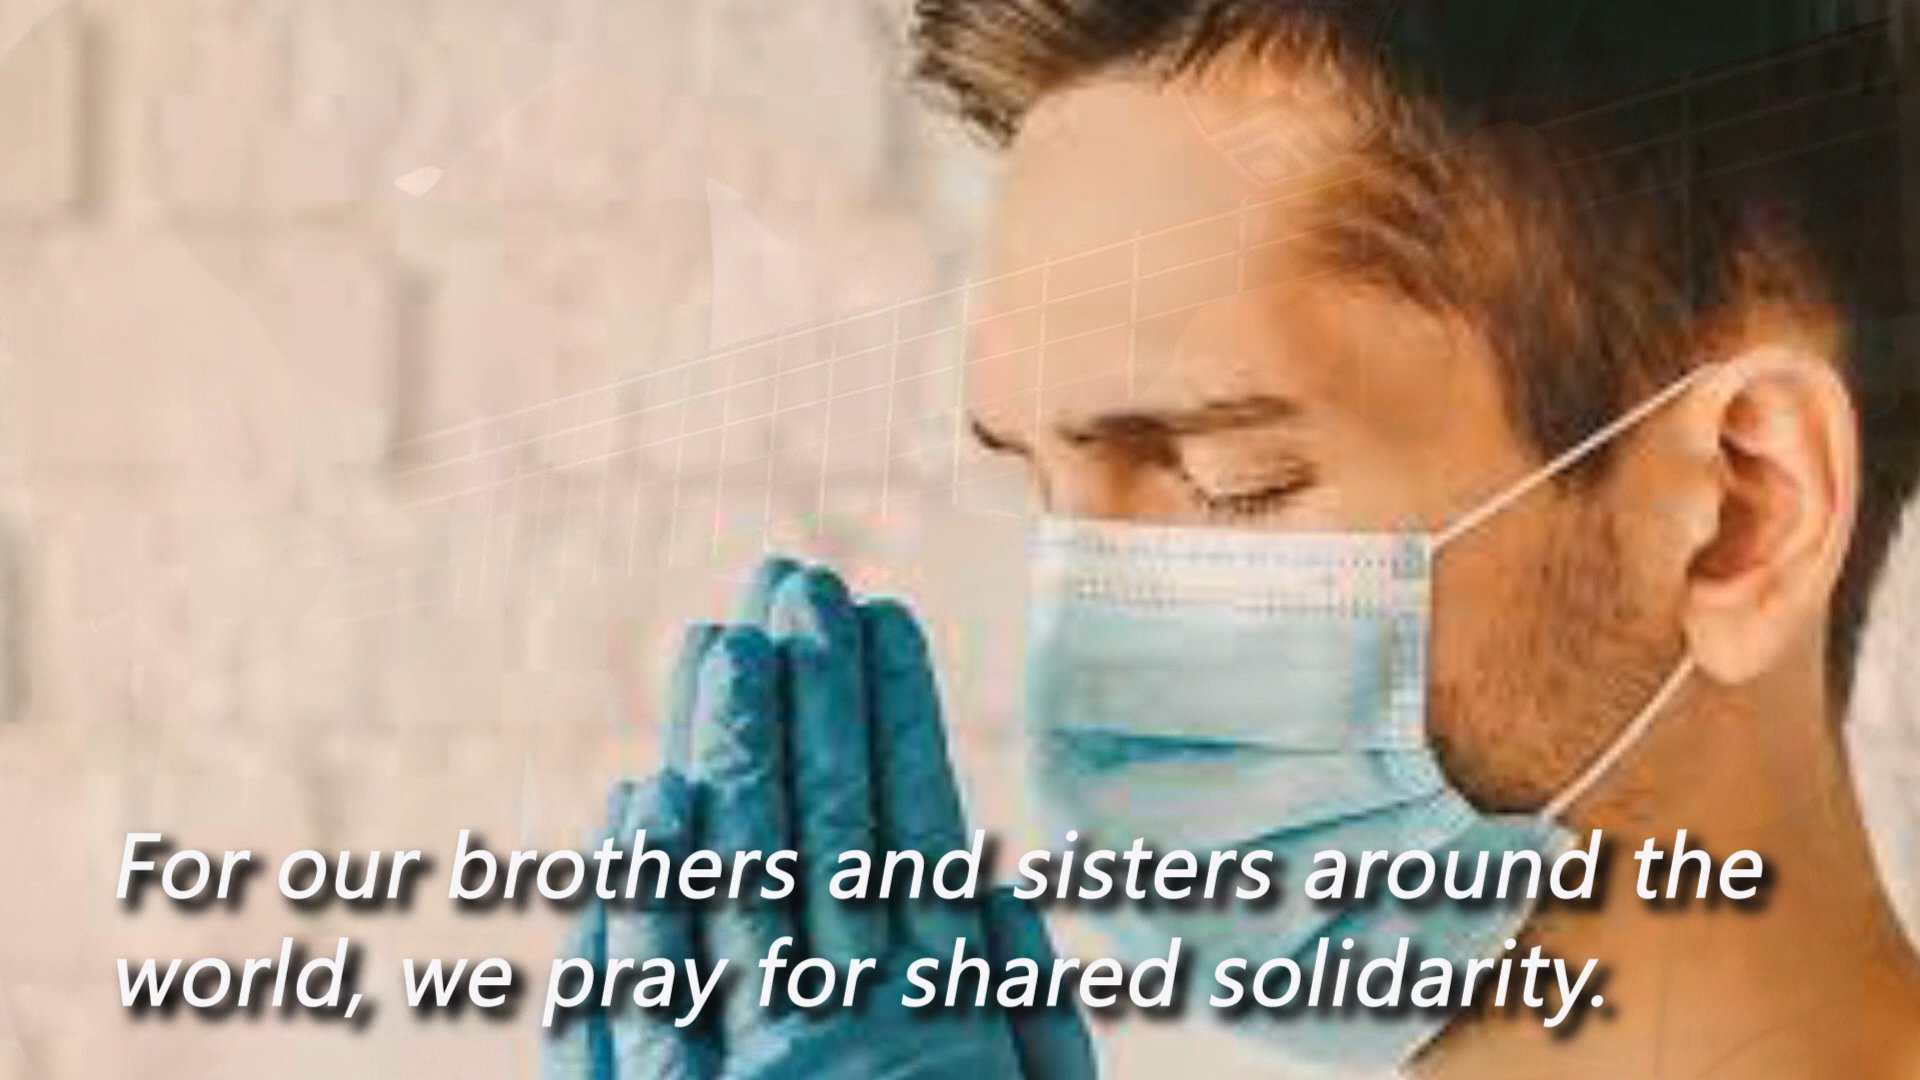 For our brothers and sisters around the
world, we pray for shared solidarity.